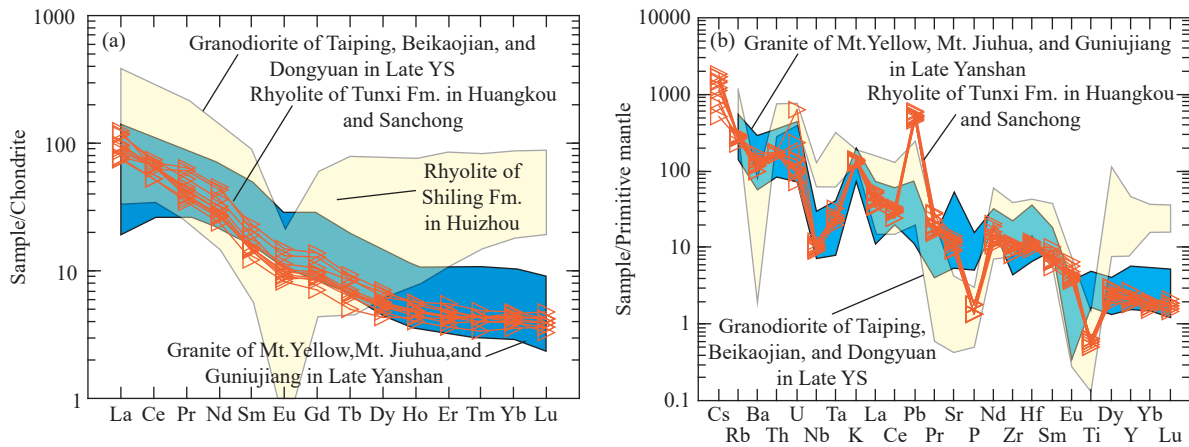 (a)
Granodiorite of Taiping, Beikaojian, and
Dongyuan in Late YS
Rhyolite of Tunxi Fm. in Huangkou
and Sanchong
Rhyolite of
Shiling Fm.
in Huizhou
Granite of Mt.Yellow,Mt. Jiuhua,and
Guniujiang in Late Yanshan
Sample/Chondrite
1000
100
10
1
La Ce Pr Nd Sm Eu Gd Tb Dy Ho Er Tm Yb Lu
(b)
Granite of Mt.Yellow, Mt. Jiuhua, and Guniujiang
in Late Yanshan
Rhyolite of Tunxi Fm. in Huangkou
and Sanchong
Granodiorite of Taiping,
Beikaojian, and Dongyuan
in Late YS
Sample/Primitive mantle
10000
1000
100
10
1
0.1
Cs Ba U Ta La Pb Sr Nd Hf Eu Dy Yb
Rb Th Nb K Ce Pr P Zr Sm Ti Y Lu